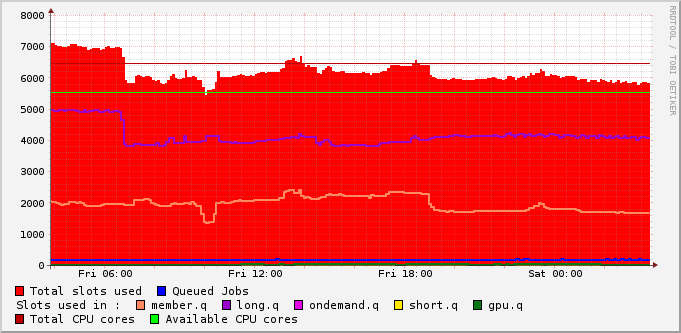 8000
7000
6000
5000
4000
3000
2000
1000
0
Fri 06:00 Fri 12:00 Fri 18:00 Sat 00:00
Total slots used Queued Jobs
Slots used in : member.q long.q ondemand.q short.q gpu.q
Total CPU cores Available CPU cores
RRDTOOL / TOBI OETIKER